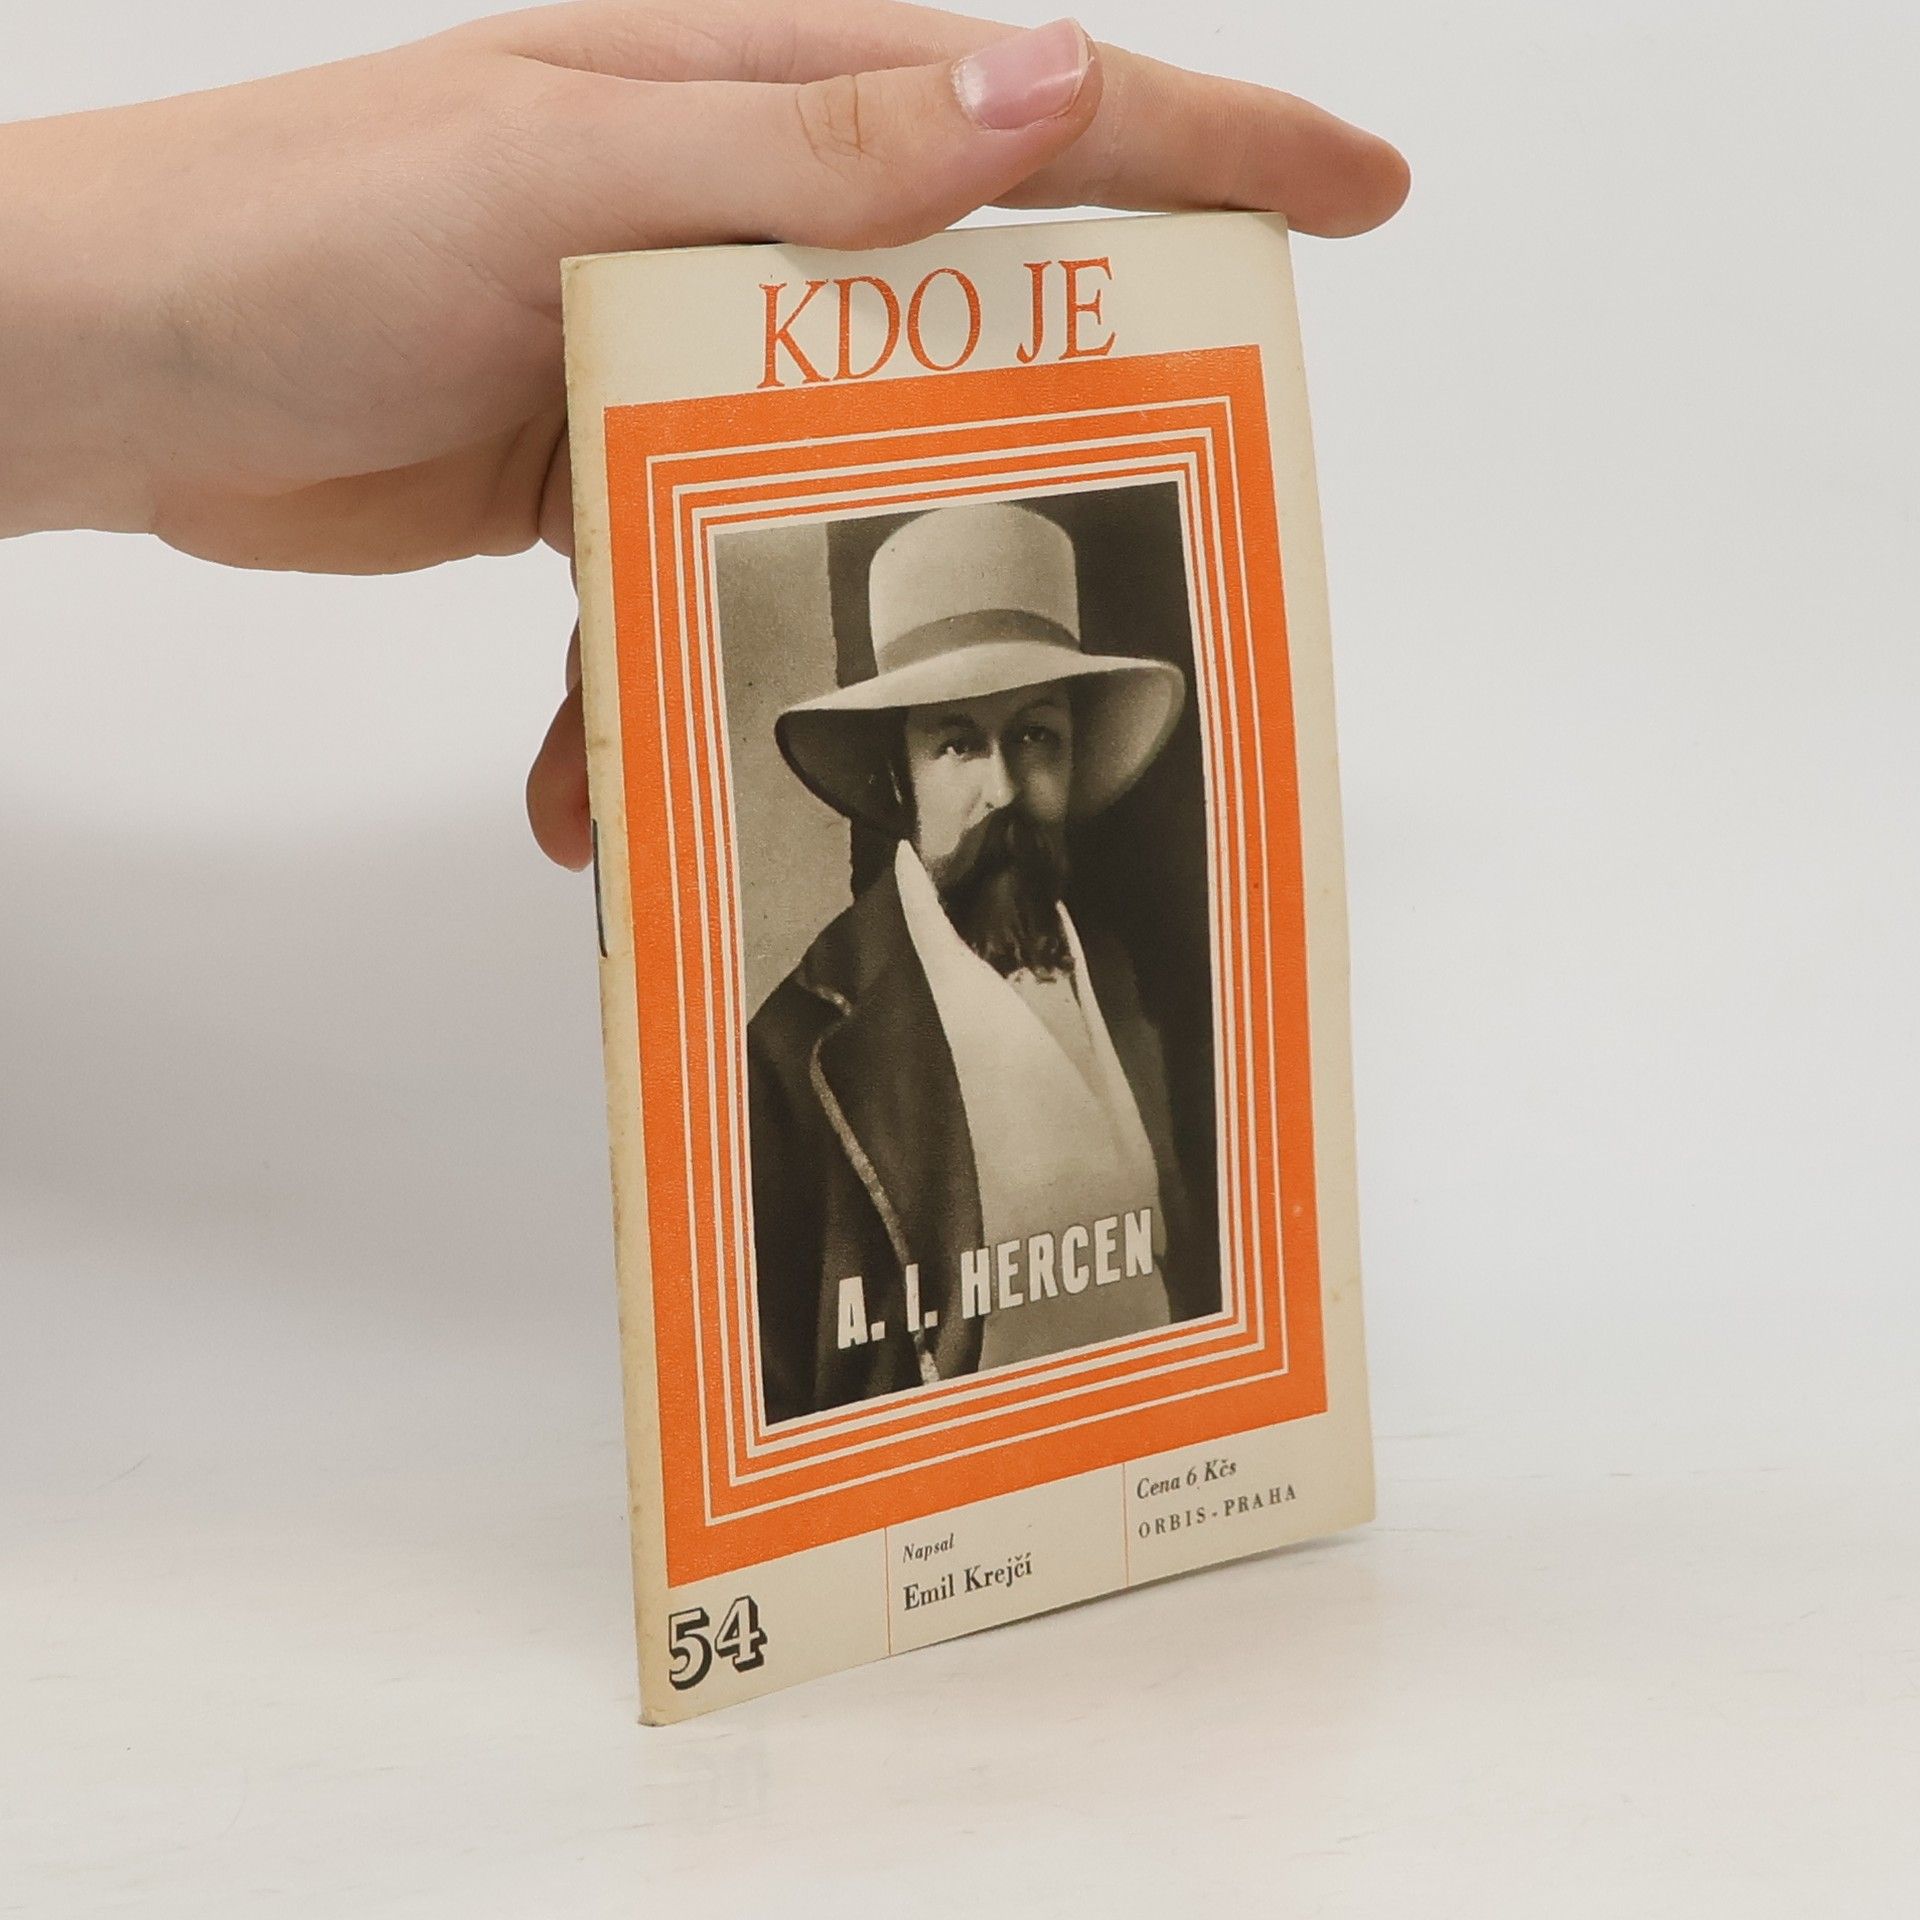 KDO JE
A. I. HERCEN
54
Napsal
Emil Krejčí
Cena 6 Kčs
ORBIS - PRAHA